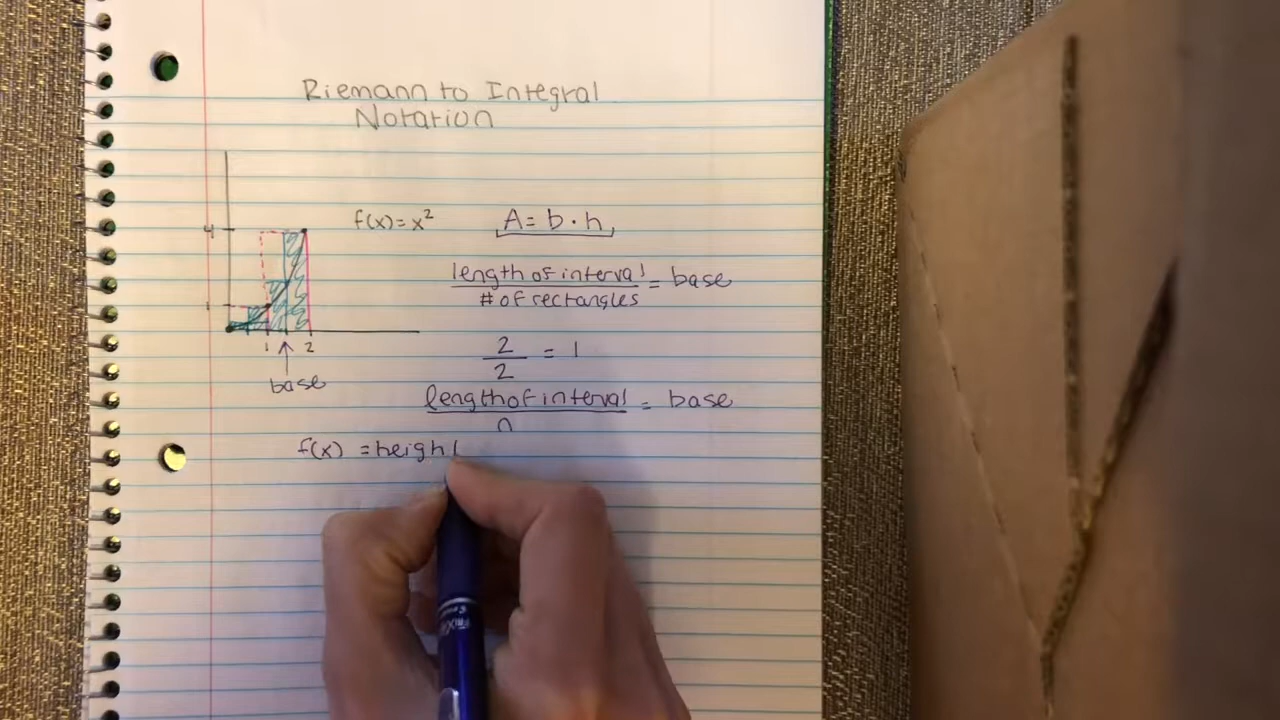 Riemann to Integral
Notation
f(x)=x²
A= b · h
4
length of interval = base
# of rectangles
1
1
2
base
2 = 1
2
length of interval = base
n
f(x) = heigh